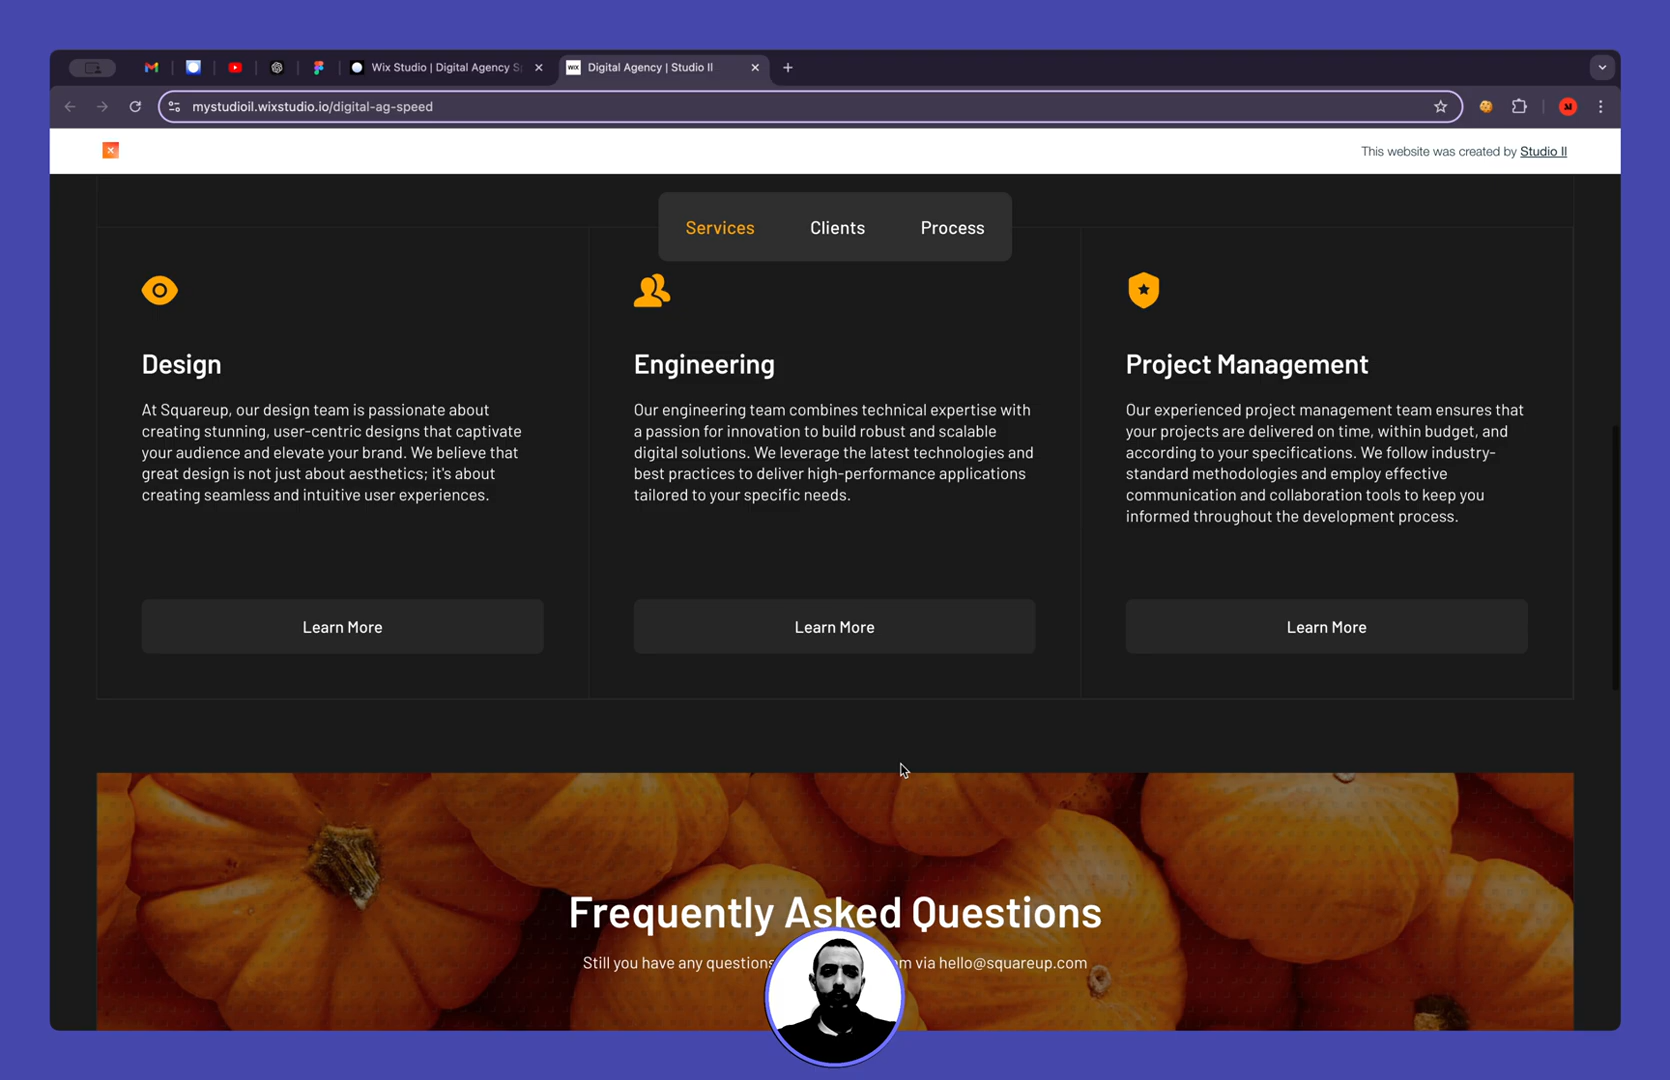 Wix Studio | Digital Agency S
Digital Agency | Studio II
mystudioil.wixstudio.io/digital-ag-speed
This website was created by Studio II
Services Clients Process
Design
At Squareup, our design team is passionate about
creating stunning, user-centric designs that captivate
your audience and elevate your brand. We believe that
great design is not just about aesthetics; it's about
creating seamless and intuitive user experiences.
Learn More
Engineering
Our engineering team combines technical expertise with
a passion for innovation to build robust and scalable
digital solutions. We leverage the latest technologies and
best practices to deliver high-performance applications
tailored to your specific needs.
Learn More
Project Management
Our experienced project management team ensures that
your projects are delivered on time, within budget, and
according to your specifications. We follow industry-
standard methodologies and employ effective
communication and collaboration tools to keep you
informed throughout the development process.
Learn More
Frequently Asked Questions
Still you have any questions m via hello@squareup.com